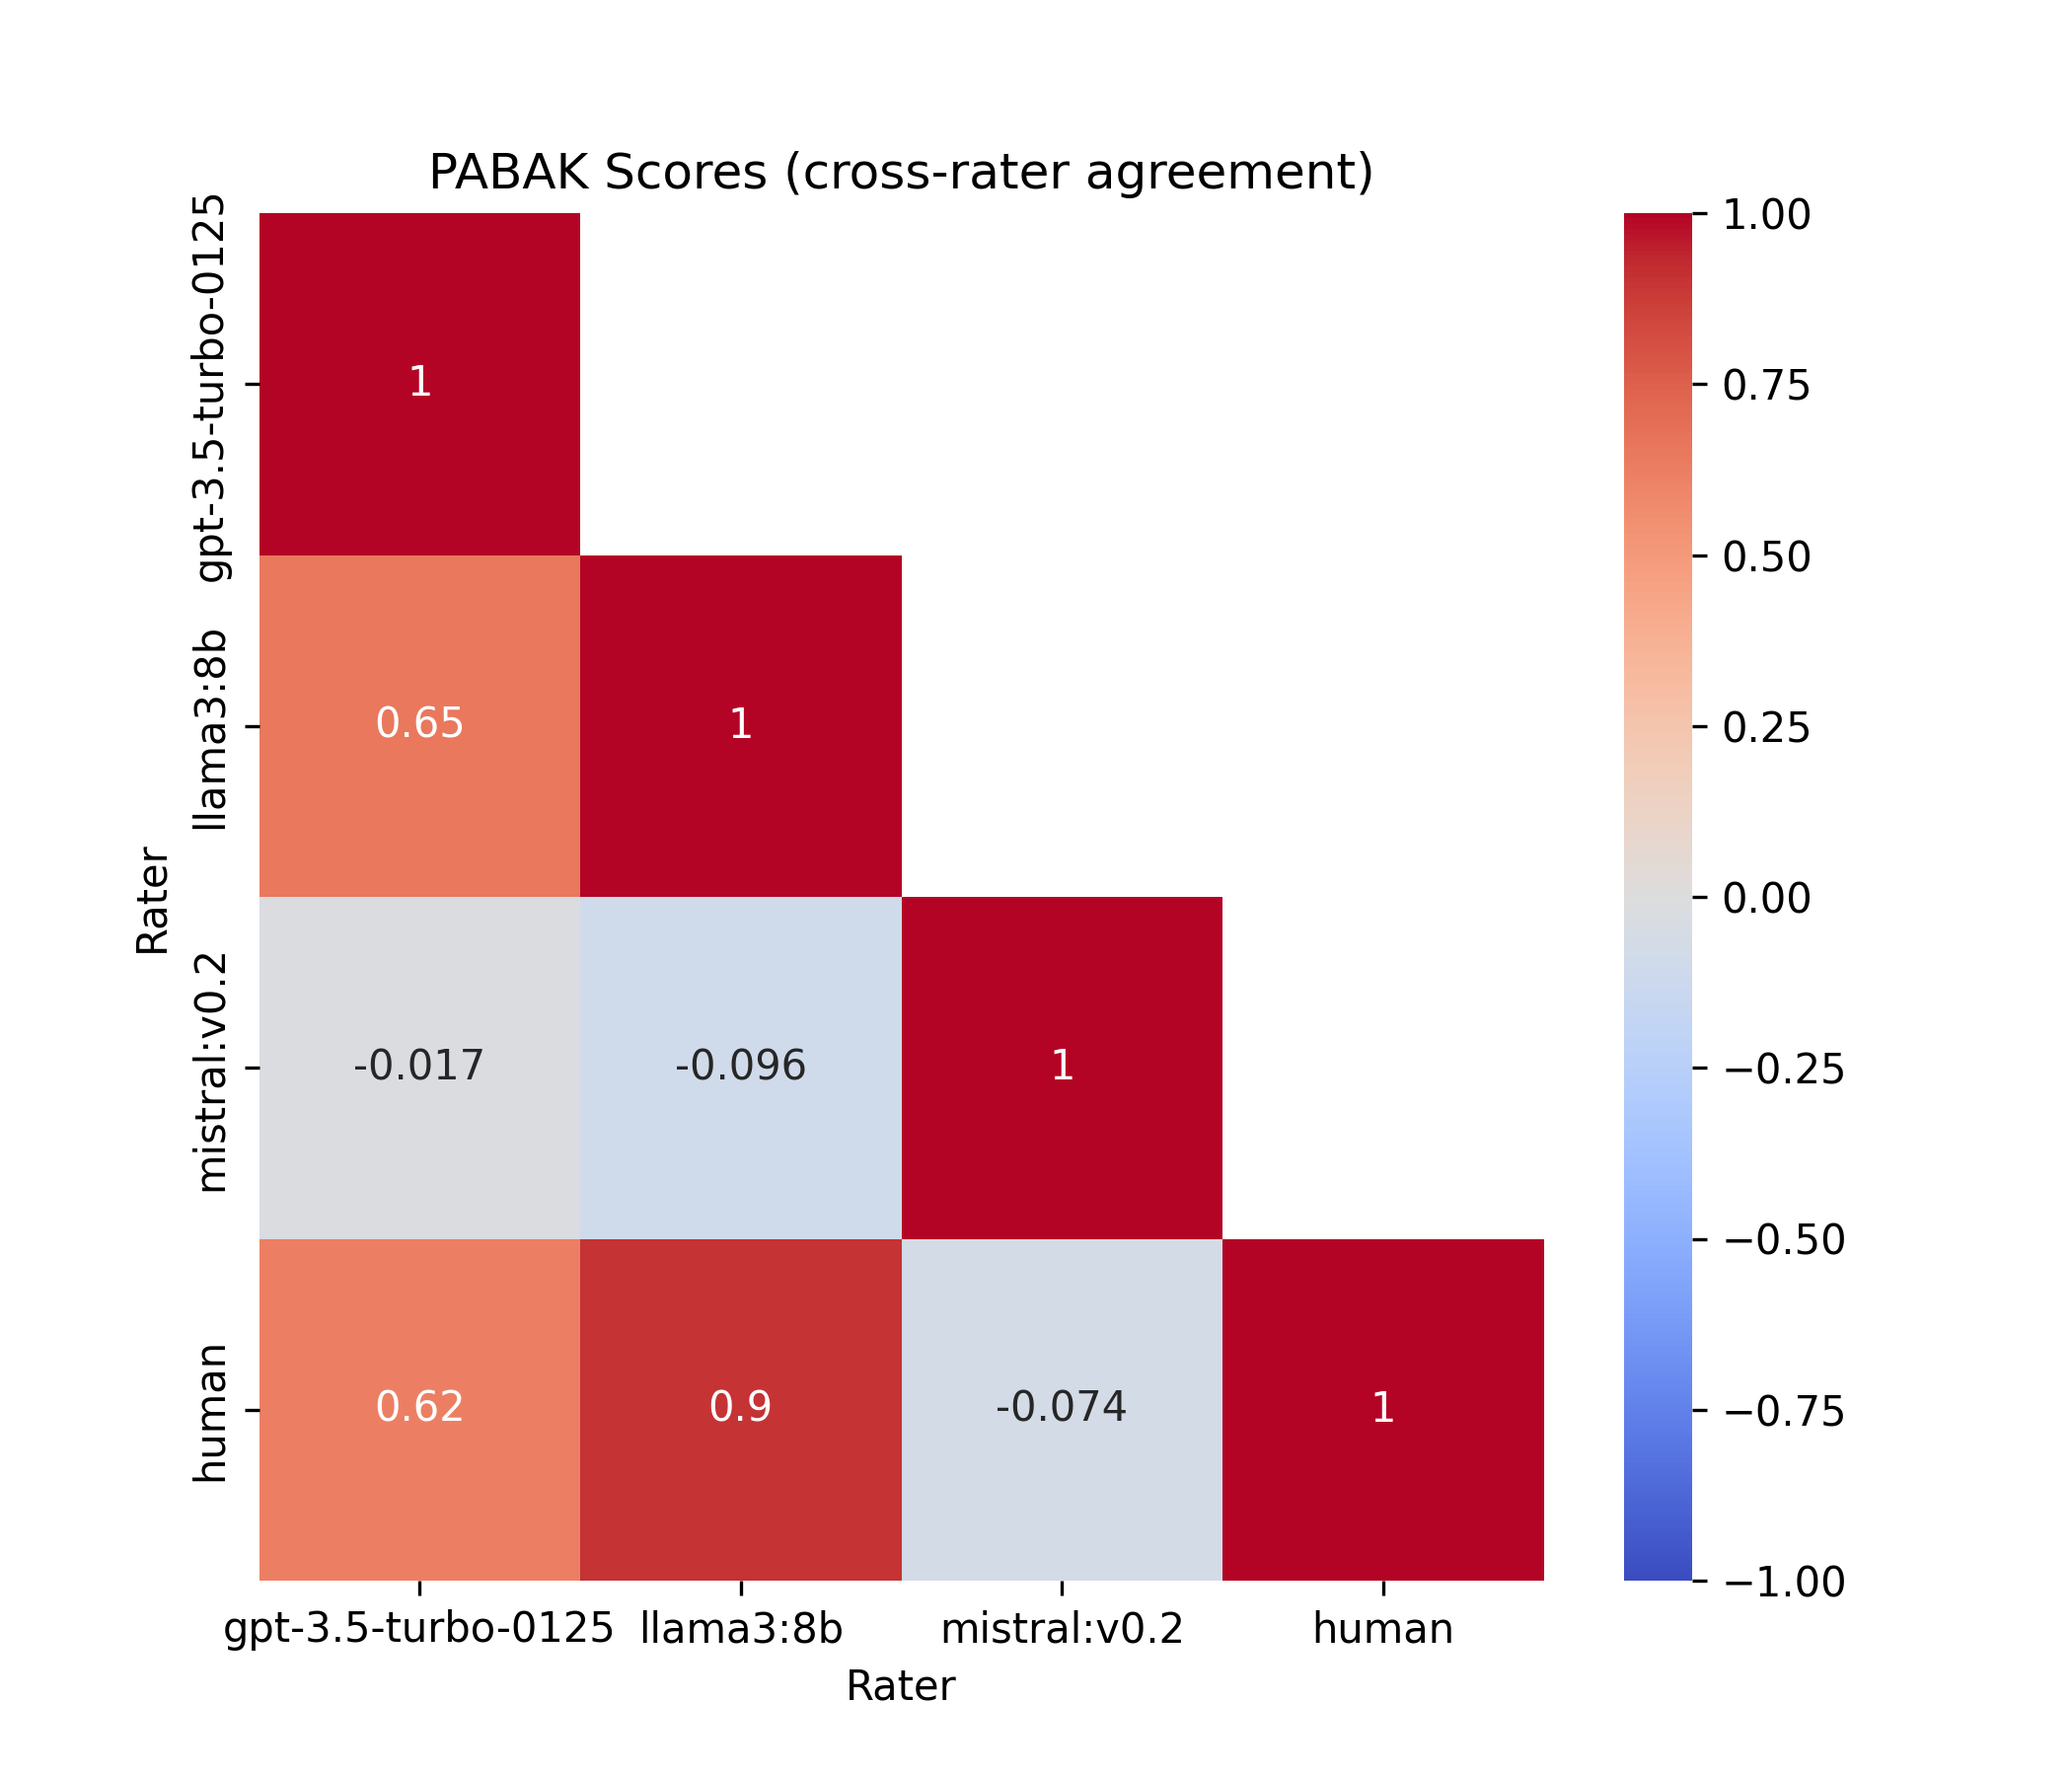 PABAK Scores (cross-rater agreement)
Rater
gpt-3.5-turbo-0125
llama3:8b
mistral:v0.2
human
1
0.65 1
-0.017 -0.096 1
0.62 0.9 -0.074 1
gpt-3.5-turbo-0125 llama3:8b mistral:v0.2 human
Rater
1.00
0.75
0.50
0.25
0.00
−0.25
−0.50
−0.75
−1.00